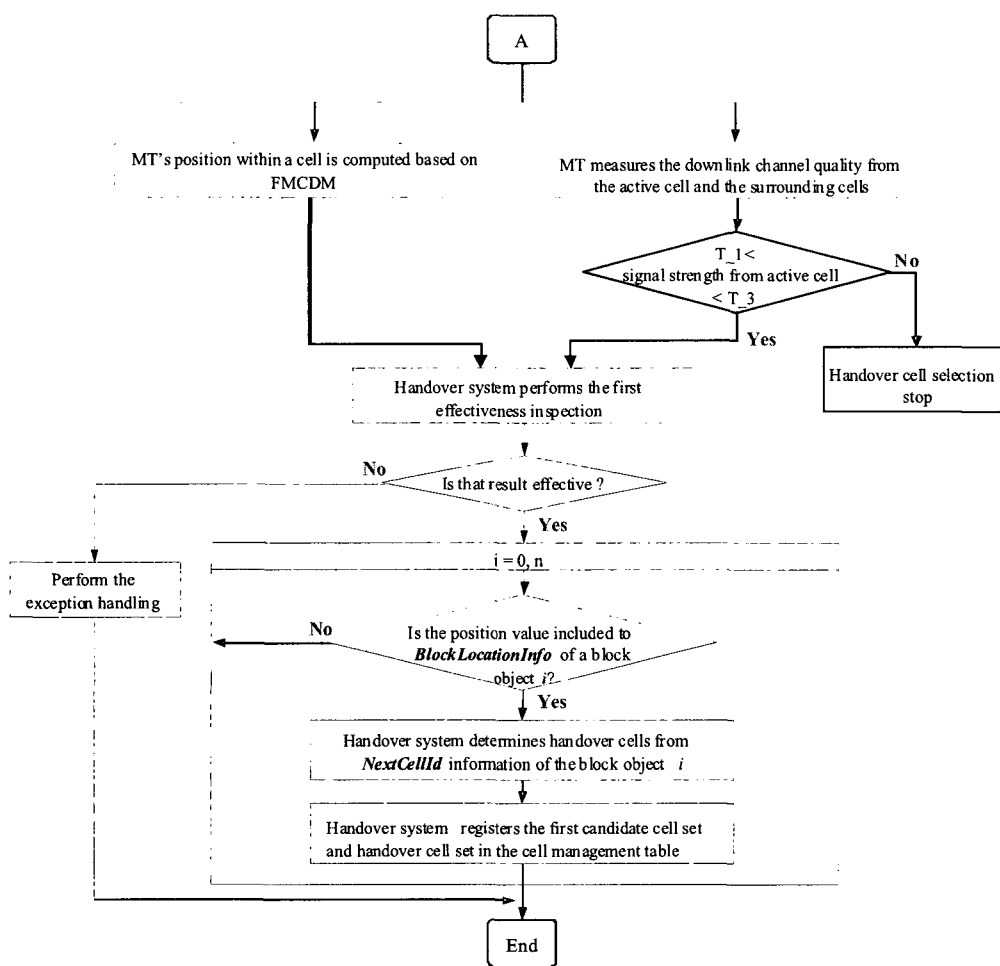 A
MT's position within a cell is computed based on
FMCDM
MT measures the downlink channel quality from
the active cell and the surrounding cells
T_1<
signal strength from active cell
< T_3
No
Yes
Handover cell selection
stop
Handover system performs the first
effectiveness inspection
No
Is that result effective ?
Yes
i = 0, n
Perform the
exception handling
No
Is the position value included to
BlockLocationInfo of a block
object i?
Yes
Handover system determines handover cells from
NextCellId information of the block object i
Handover system registers the first candidate cell set
and handover cell set in the cell management table
End